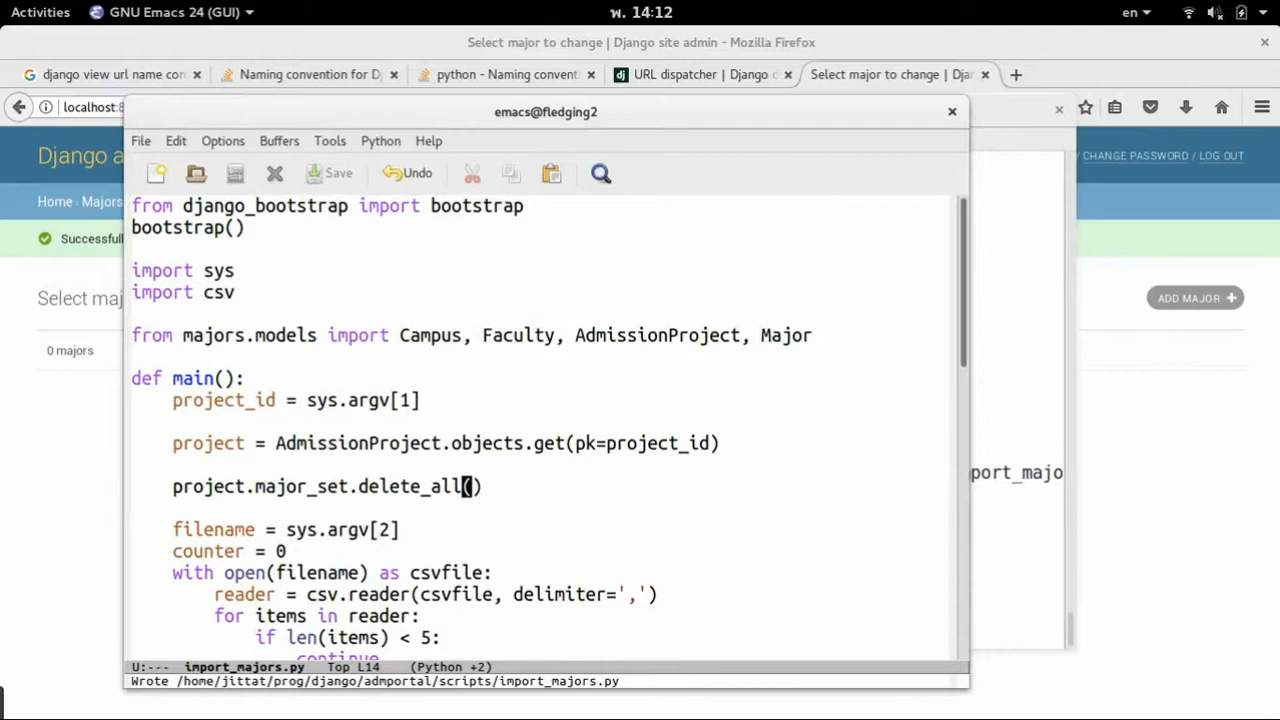 Activities GNU Emacs 24 (GUI) พ. 14:12 en
Select major to change | Django site admin - Mozilla Firefox
django view url name con Naming convention for Dj python - Naming convent URL dispatcher | Django Select major to change | Djan
localhost:8
emacs@fledging2
File Edit Options Buffers Tools Python Help
Django a CHANGE PASSWORD / LOG OUT
Save Undo
Home › Majors
from django_bootstrap import bootstrap
bootstrap()
Successful
import sys
import csv
Select maj ADD MAJOR +
from majors.models import Campus, Faculty, AdmissionProject, Major
0 majors
def main():
project_id = sys.argv[1]
project = AdmissionProject.objects.get(pk=project_id)
mport_majo
project.major_set.delete_all()
filename = sys.argv[2]
counter = 0
with open(filename) as csvfile:
reader = csv.reader(csvfile, delimiter=',')
for items in reader:
if len(items) < 5:
continue
U:--- import_majors.py Top L14 (Python +2)
Wrote /home/jittat/prog/django/admportal/scripts/import_majors.py